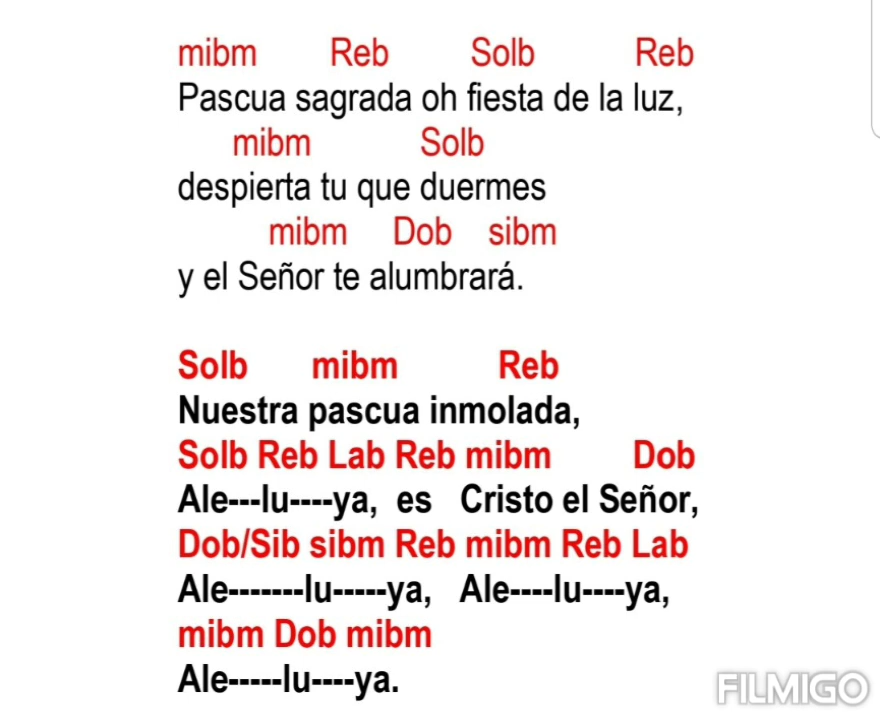 mibm Reb Solb Reb
Pascua sagrada oh fiesta de la luz,
mibm Solb
despierta tu que duermes
mibm Dob sibm
y el Señor te alumbrará.
Solb mibm Reb
Nuestra pascua inmolada,
Solb Reb Lab Reb mibm Dob
Ale---lu----ya, es Cristo el Señor,
Dob/Sib sibm Reb mibm Reb Lab
Ale-------lu-----ya, Ale----lu----ya,
mibm Dob mibm
Ale-----lu----ya.
FILMIGO